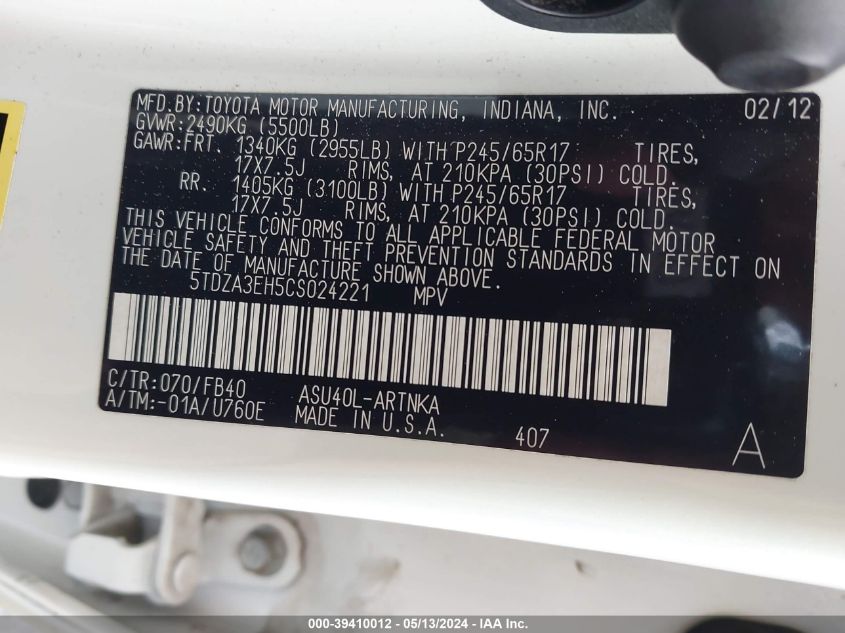 MFD.BY:TOYOTA MOTOR MANUFACTURING, INDIANA, INC. 02/12
GVWR:2490KG (5500LB)
GAWR:FRT. 1340KG (2955LB) WITH P245/65R17 TIRES,
17X7.5J RIMS, AT 210KPA (30PSI) COLD.
RR. 1405KG (3100LB) WITH P245/65R17 TIRES,
17X7.5J RIMS, AT 210KPA (30PSI) COLD.
THIS VEHICLE CONFORMS TO ALL APPLICABLE FEDERAL MOTOR
VEHICLE SAFETY AND THEFT PREVENTION STANDARDS IN EFFECT ON
THE DATE OF MANUFACTURE SHOWN ABOVE.
5TDZA3EH5CS024221 MPV
C/TR:070/FB40 ASU40L-ARTNKA
A/TM:-01A/U760E MADE IN U.S.A. 407 A
000-39410012 - 05/13/2024 - IAA Inc.